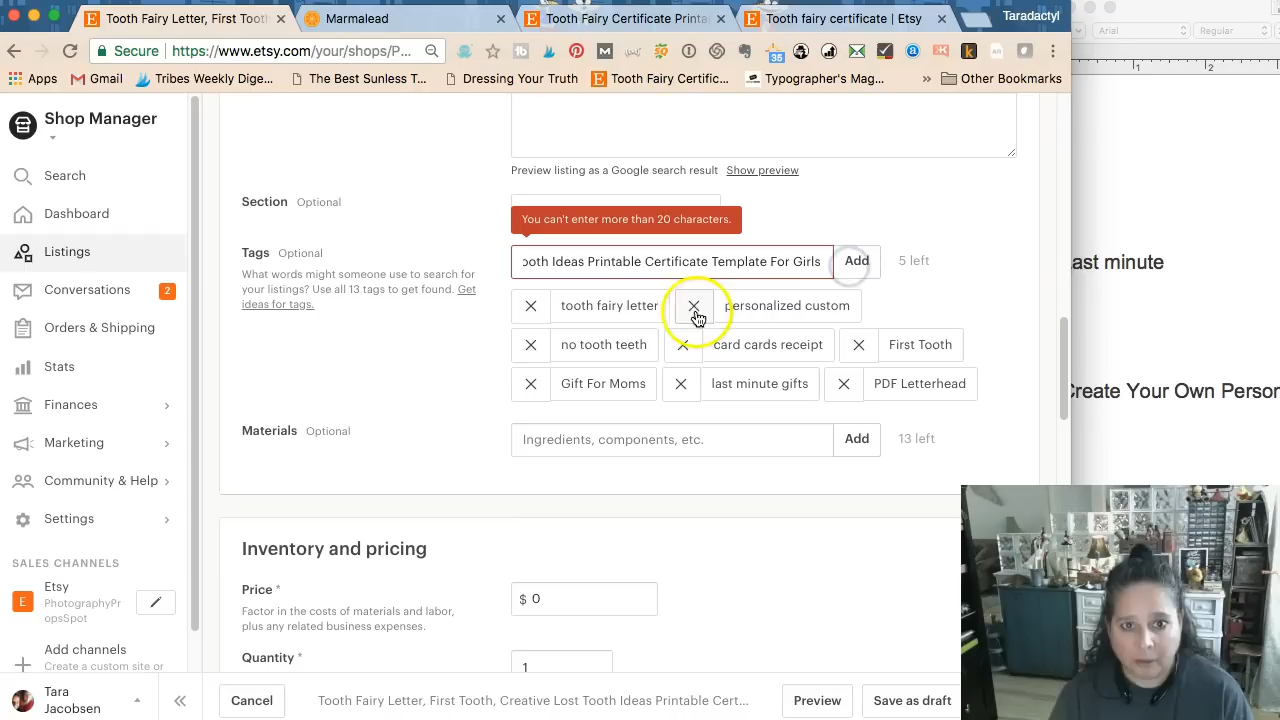 Tooth Fairy Letter, First Tooth
Marmalead
Tooth Fairy Certificate Printa
Tooth fairy certificate | Etsy
Taradactyl
Secure
https://www.etsy.com/your/shops/P...
35
Apps
Gmail
Tribes Weekly Dige...
The Best Sunless T...
Dressing Your Truth
Tooth Fairy Certific...
Typographer's Mag...
»
Other Bookmarks
Arial
Regular
1
2
Shop Manager
Search
Dashboard
Listings
Conversations
2
Orders & Shipping
Stats
Finances
Marketing
Community & Help
Settings
SALES CHANNELS
Etsy
PhotographyPr
opsSpot
Add channels
Create a custom site or
Tara
Jacobsen
Preview listing as a Google search result Show preview
Section Optional
You can't enter more than 20 characters.
Tags Optional
ooth Ideas Printable Certificate Template For Girls
Add
5 left
What words might someone use to search for
your listings? Use all 13 tags to get found. Get
ideas for tags.
tooth fairy letter
personalized custom
no tooth teeth
card cards receipt
First Tooth
Gift For Moms
last minute gifts
PDF Letterhead
Materials Optional
Ingredients, components, etc.
Add
13 left
Inventory and pricing
Price *
$ 0
Factor in the costs of materials and labor,
plus any related business expenses.
Quantity *
1
Cancel
Tooth Fairy Letter, First Tooth, Creative Lost Tooth Ideas Printable Cert...
Preview
Save as draft
ast minute
Create Your Own Person